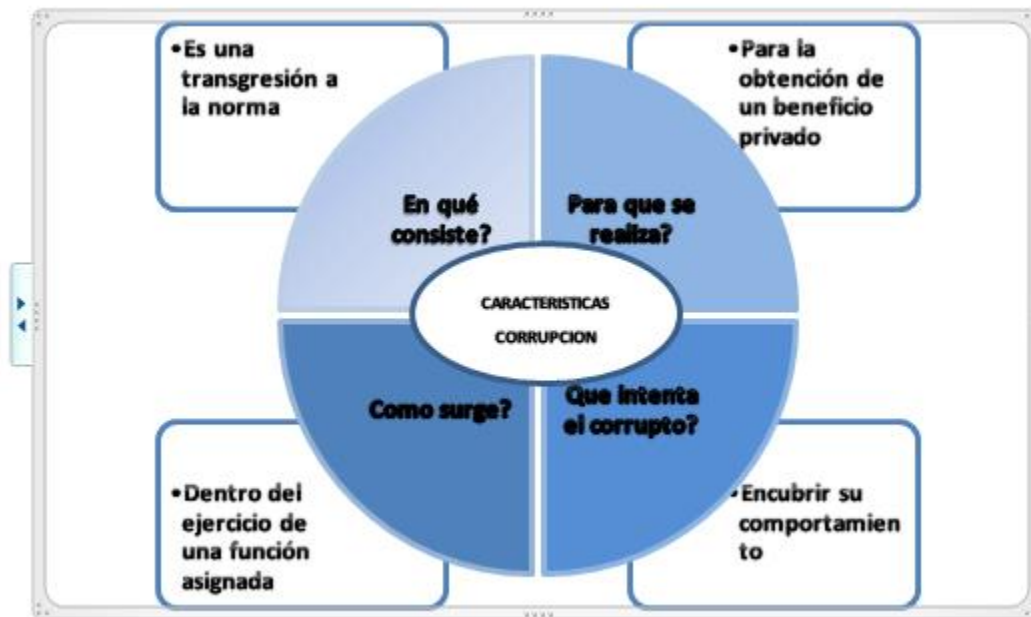 •Es una
transgresión a
la norma
•Para la
obtención de
un beneficio
privado
En qué
consiste?
Para que se
realiza?
CARACTERISTICAS
CORRUPCION
Como surge?
Que intenta
el corrupto?
•Dentro del
ejercicio de
una función
asignada
•Encubrir su
comportamien
to